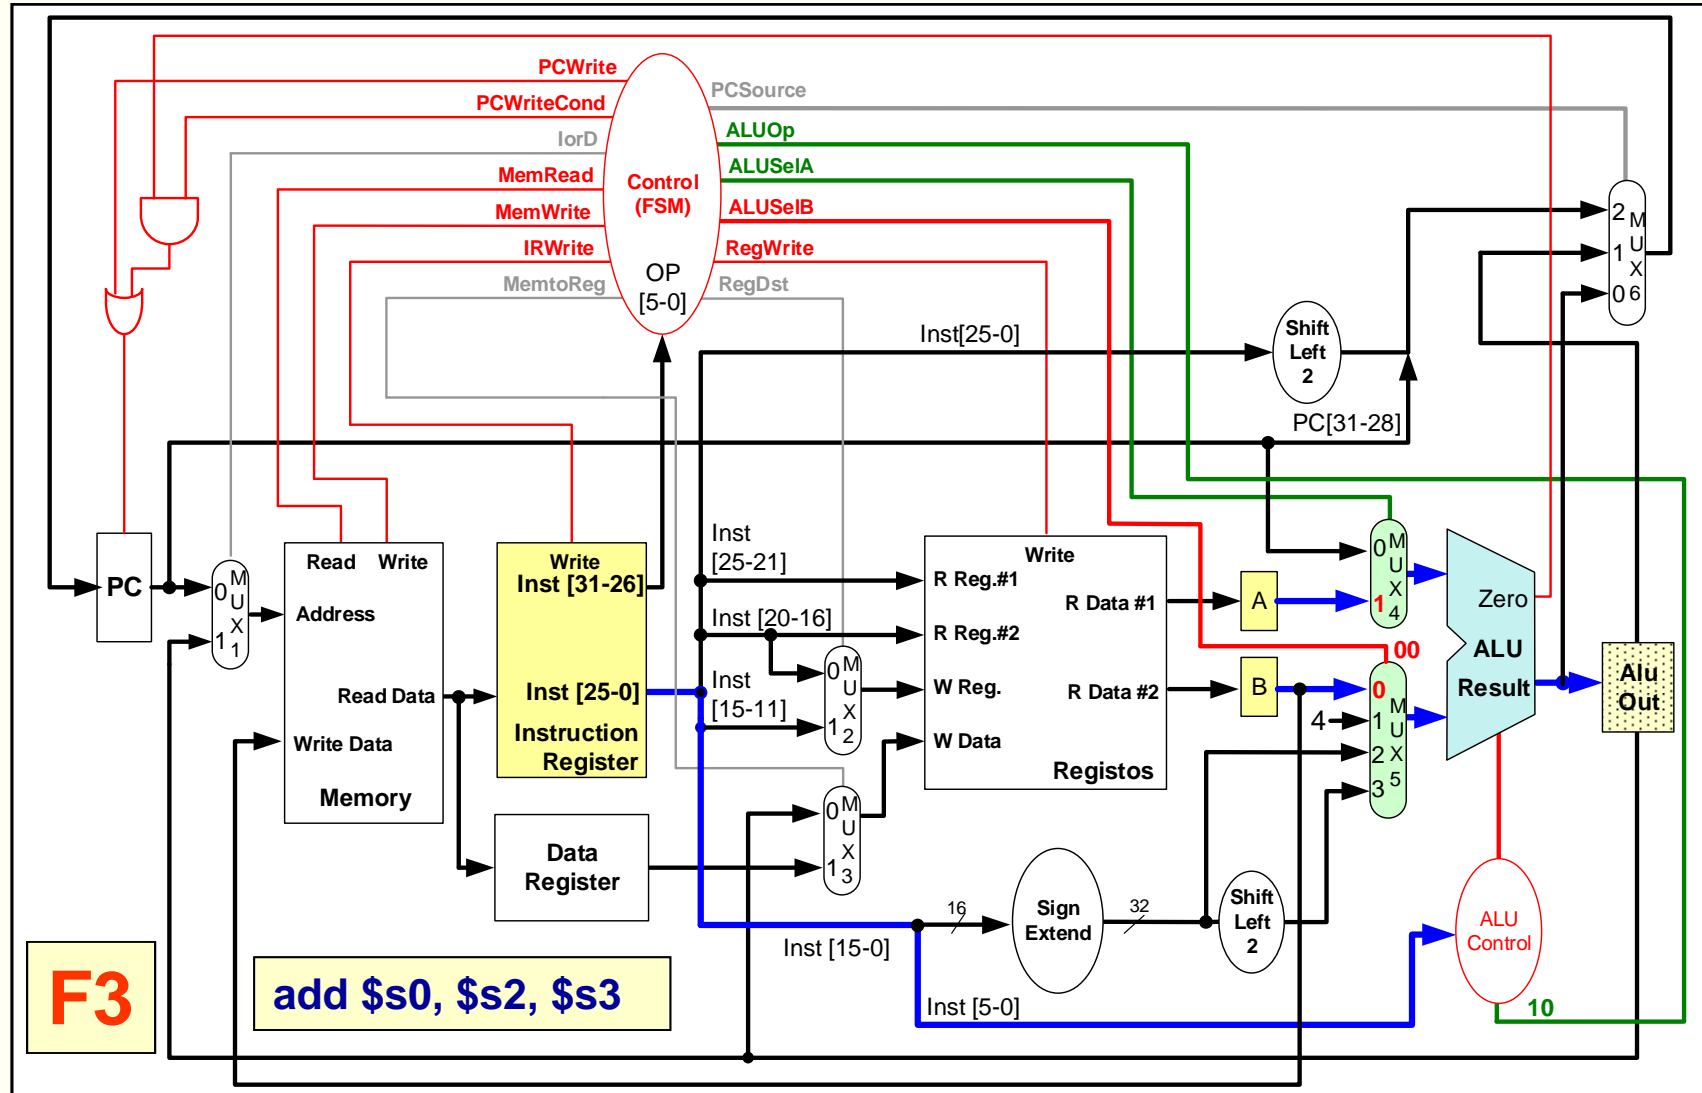 PCWrite
PCWriteCond
IorD
MemRead
MemWrite
IRWrite
MemtoReg
Control
(FSM)
OP
[5-0]
PCSource
ALUOp
ALUSelA
ALUSelB
RegWrite
RegDst
2
1
0
M
U
X
6
Inst[25-0]
Shift
Left
2
PC[31-28]
PC
0
1
M
U
X
1
Read Write
Address
Read Data
Write Data
Memory
Write
Inst [31-26]
Inst [25-0]
Instruction
Register
Data
Register
Inst
[25-21]
Inst [20-16]
Inst
[15-11]
0
1
M
U
X
2
0
1
M
U
X
3
Write
R Reg.#1
R Data #1
R Reg.#2
W Reg.
R Data #2
W Data
Registos
A
B
0
1
M
U
X
4
00
0
4
1
2
3
M
U
X
5
Zero
ALU
Result
Alu
Out
16
Sign
Extend
32
Shift
Left
2
ALU
Control
Inst [15-0]
Inst [5-0]
10
F3
add $s0, $s2, $s3